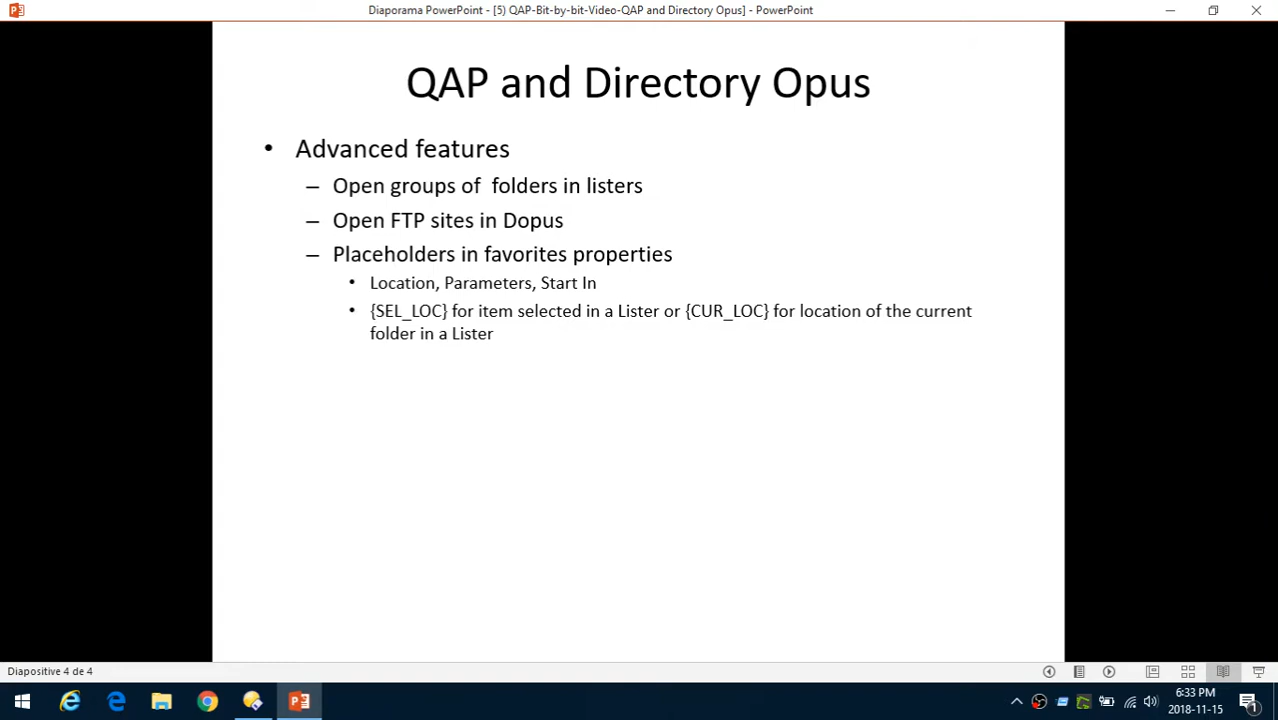 Diaporama PowerPoint - [5) QAP-Bit-by-bit-Video-QAP and Directory Opus] - PowerPoint
QAP and Directory Opus
• Advanced features
– Open groups of  folders in listers
– Open FTP sites in Dopus
– Placeholders in favorites properties
• Location, Parameters, Start In
• {SEL_LOC} for item selected in a Lister or {CUR_LOC} for location of the current
folder in a Lister
Diapositive 4 de 4
6:33 PM
2018-11-15
1